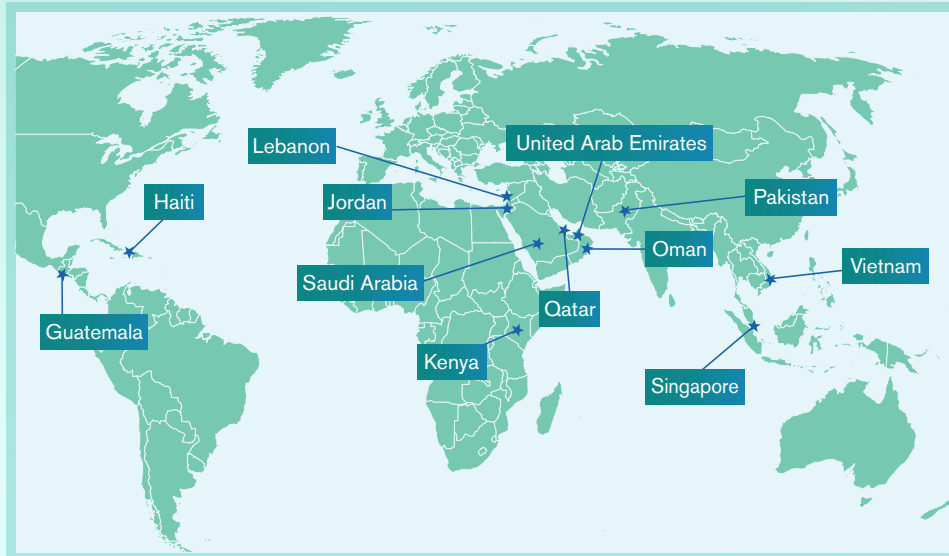 Lebanon
United Arab Emirates
Haiti
Jordan
Pakistan
Oman
Vietnam
Saudi Arabia
Qatar
Guatemala
Kenya
Singapore